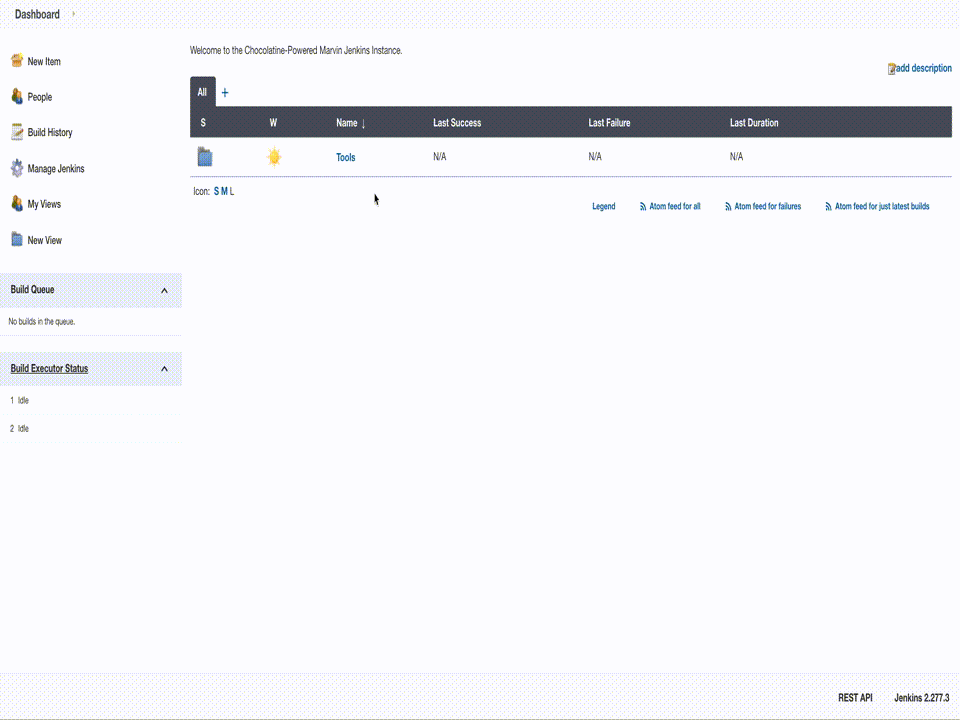 Dashboard
New Item
People
Build History
Manage Jenkins
My Views
New View
Build Queue
No builds in the queue.
Build Executor Status
1 Idle
2 Idle
Welcome to the Chocolatine-Powered Marvin Jenkins Instance.
add description
All +
S W Name ↓ Last Success Last Failure Last Duration
Tools N/A N/A N/A
Icon: S M L
Legend Atom feed for all Atom feed for failures Atom feed for just latest builds
REST API Jenkins 2.277.3